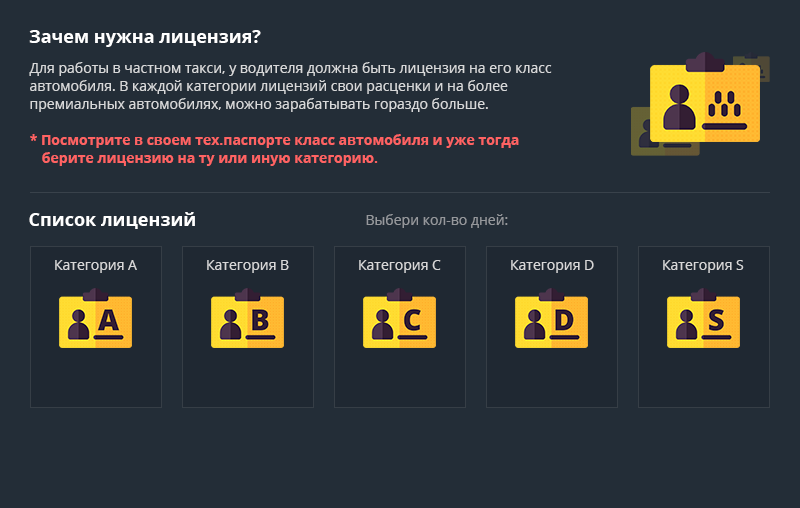 Зачем нужна лицензия?
Для работы в частном такси, у водителя должна быть лицензия на его класс
автомобиля. В каждой категории лицензий свои расценки и на более
премиальных автомобилях, можно зарабатывать гораздо больше.
* Посмотрите в своем тех.паспорте класс автомобиля и уже тогда
берите лицензию на ту или иную категорию.
Список лицензий
Выбери кол-во дней:
Категория A
Категория B
Категория C
Категория D
Категория S
A
B
C
D
S